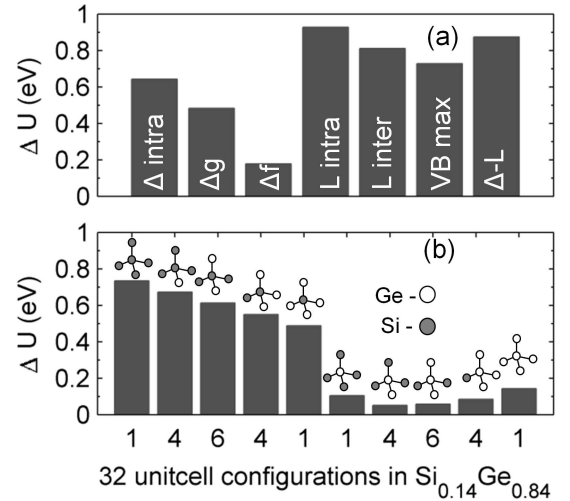 1
(a)
0.8
0.6
0.4
0.2
0
Δ U (eV)
Δ intra
Δg
Δf
L intra
L inter
VB max
Δ-L
1
(b)
0.8
0.6
0.4
0.2
0
Δ U (eV)
Ge -
Si -
1 4 6 4 1 1 4 6 4 1
32 unitcell configurations in Si0.14Ge0.84